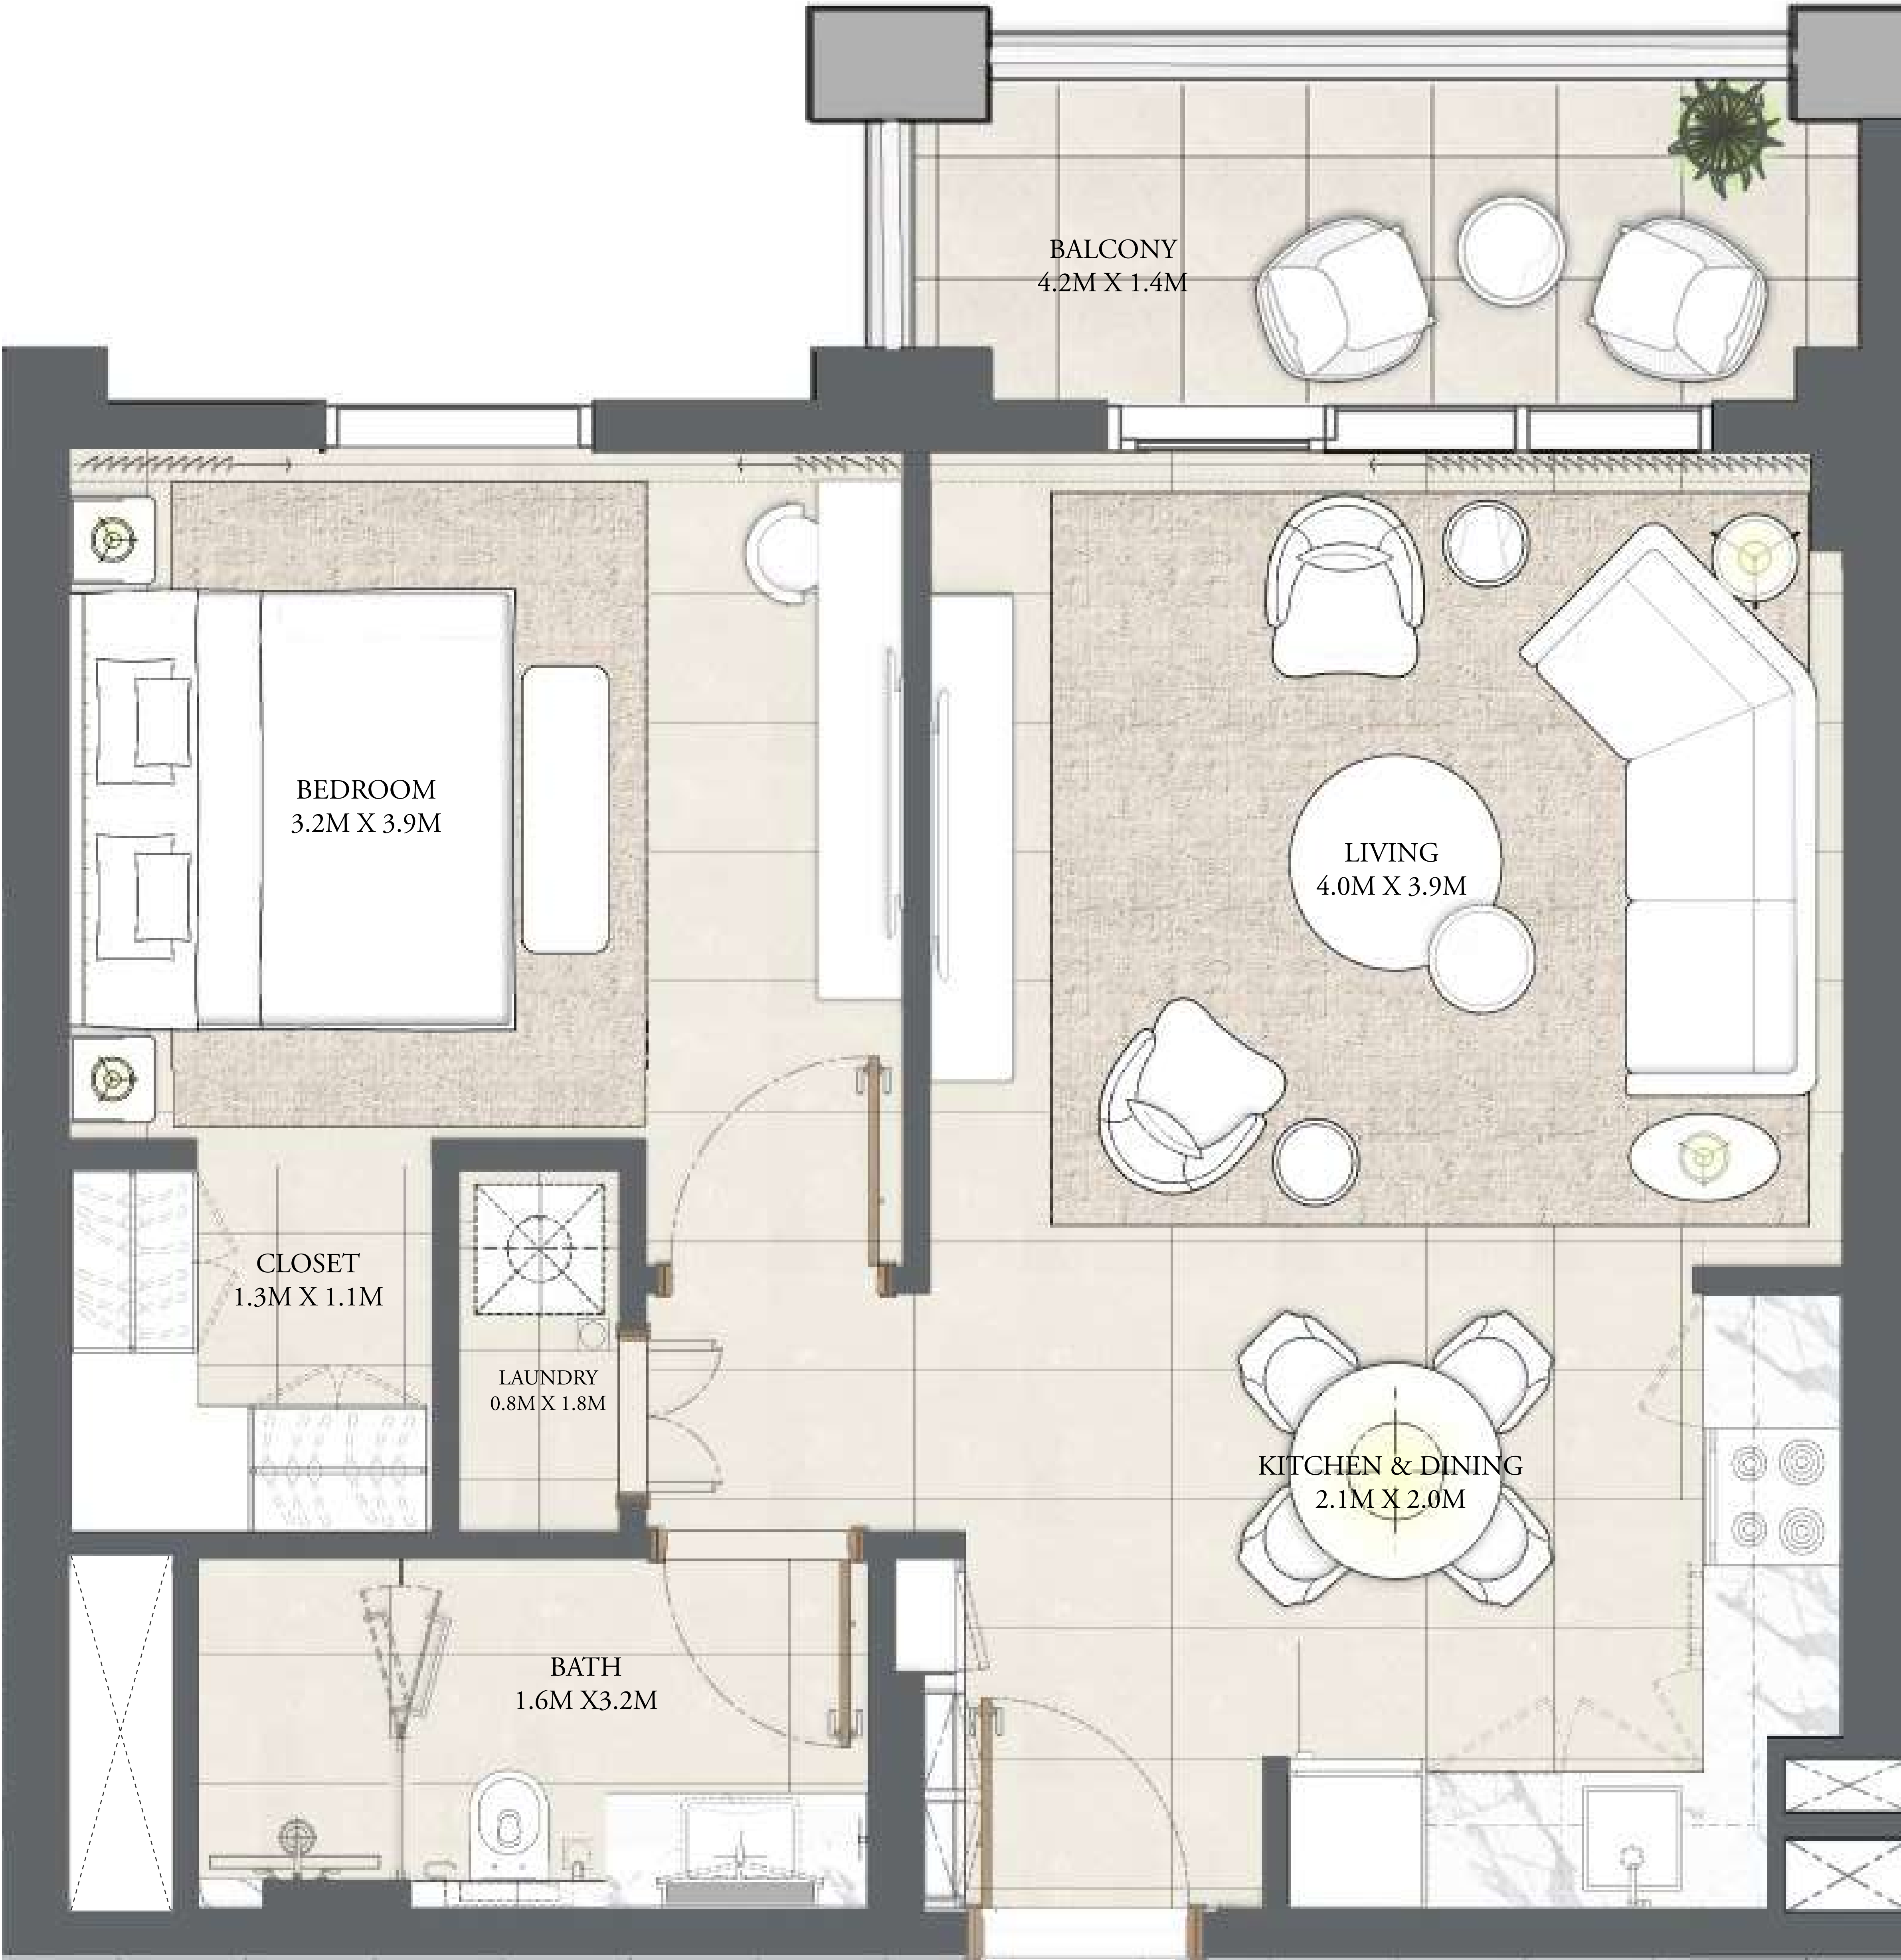 BALCONY
4.2M X 1.4M
BEDROOM
3.2M X 3.9M
LIVING
4.0M X 3.9M
CLOSET
1.3M X 1.1M
LAUNDRY
0.8M X 1.8M
KITCHEN & DINING
2.1M X 2.0M
BATH
1.6M X3.2M